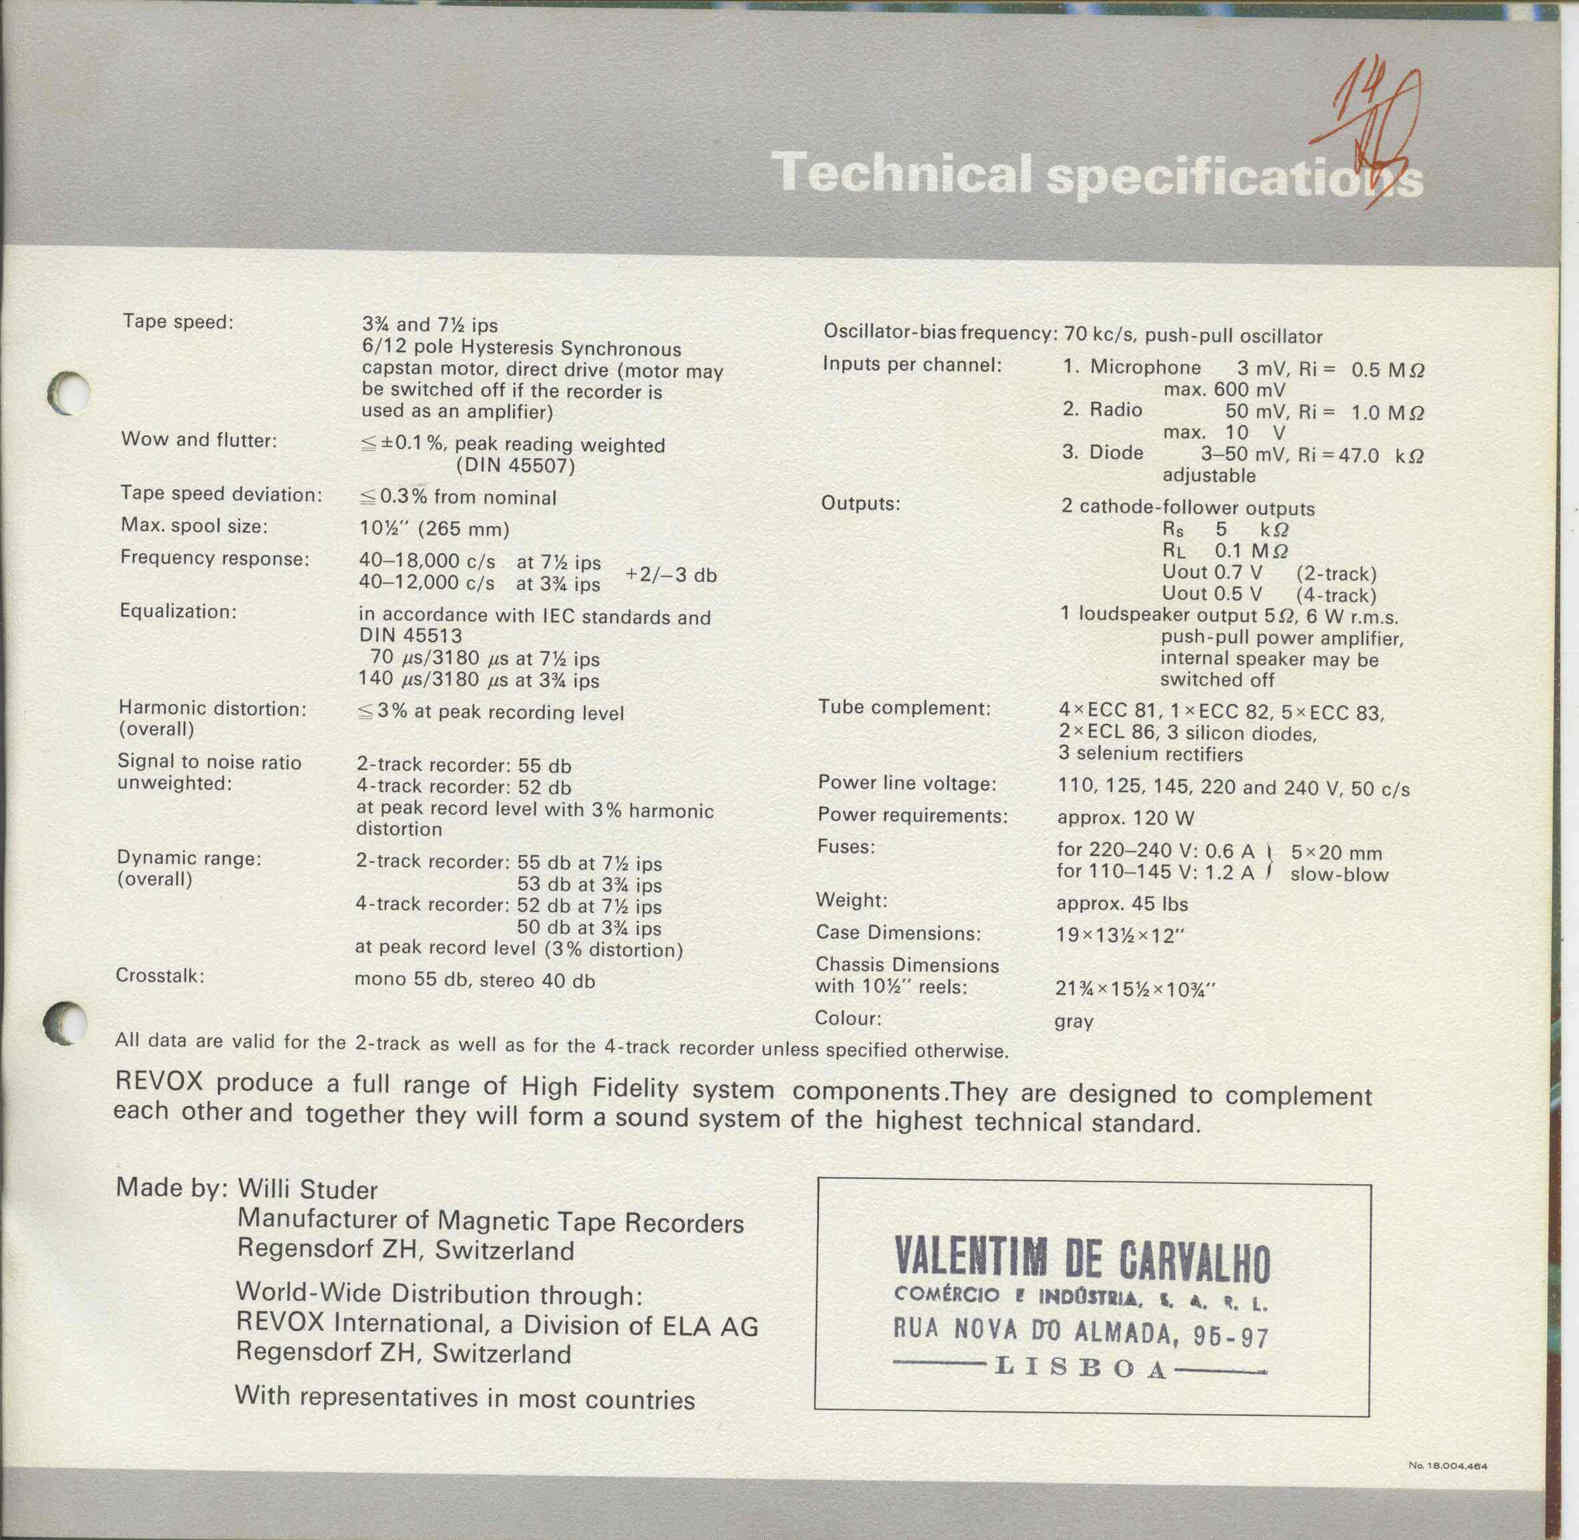 14
Technical specifications
Tape speed: 3¾ and 7½ ips
6/12 pole Hysteresis Synchronous
capstan motor, direct drive (motor may
be switched off if the recorder is
used as an amplifier)
Wow and flutter: ≦±0.1%, peak reading weighted
(DIN 45507)
Tape speed deviation: ≦0.3% from nominal
Max. spool size: 10½″ (265 mm)
Frequency response: 40–18,000 c/s at 7½ ips
40–12,000 c/s at 3¾ ips +2/–3 db
Equalization: in accordance with IEC standards and
DIN 45513
70 μs/3180 μs at 7½ ips
140 μs/3180 μs at 3¾ ips
Harmonic distortion: ≦3% at peak recording level
(overall)
Signal to noise ratio 2-track recorder: 55 db
unweighted: 4-track recorder: 52 db
at peak record level with 3% harmonic
distortion
Dynamic range: 2-track recorder: 55 db at 7½ ips
(overall) 53 db at 3¾ ips
4-track recorder: 52 db at 7½ ips
50 db at 3¾ ips
at peak record level (3% distortion)
Crosstalk: mono 55 db, stereo 40 db
Oscillator-bias frequency: 70 kc/s, push-pull oscillator
Inputs per channel: 1. Microphone 3 mV, Ri = 0.5 MΩ
max. 600 mV
2. Radio 50 mV, Ri = 1.0 MΩ
max. 10 V
3. Diode 3–50 mV, Ri = 47.0 kΩ
adjustable
Outputs: 2 cathode-follower outputs
Rs 5 kΩ
RL 0.1 MΩ
Uout 0.7 V (2-track)
Uout 0.5 V (4-track)
1 loudspeaker output 5Ω, 6 W r.m.s.
push-pull power amplifier,
internal speaker may be
switched off
Tube complement: 4×ECC 81, 1×ECC 82, 5×ECC 83,
2×ECL 86, 3 silicon diodes,
3 selenium rectifiers
Power line voltage: 110, 125, 145, 220 and 240 V, 50 c/s
Power requirements: approx. 120 W
Fuses: for 220–240 V: 0.6 A } 5×20 mm
for 110–145 V: 1.2 A } slow-blow
Weight: approx. 45 lbs
Case Dimensions: 19×13½×12″
Chassis Dimensions
with 10½″ reels: 21¾×15½×10¾″
Colour: gray
All data are valid for the 2-track as well as for the 4-track recorder unless specified otherwise.
REVOX produce a full range of High Fidelity system components. They are designed to complement
each other and together they will form a sound system of the highest technical standard.
Made by: Willi Studer
Manufacturer of Magnetic Tape Recorders
Regensdorf ZH, Switzerland
World-Wide Distribution through:
REVOX International, a Division of ELA AG
Regensdorf ZH, Switzerland
With representatives in most countries
VALENTIM DE CARVALHO
COMÉRCIO E INDÚSTRIA, S. A. R. L.
RUA NOVA DO ALMADA, 95-97
LISBOA
No. 18.004.464